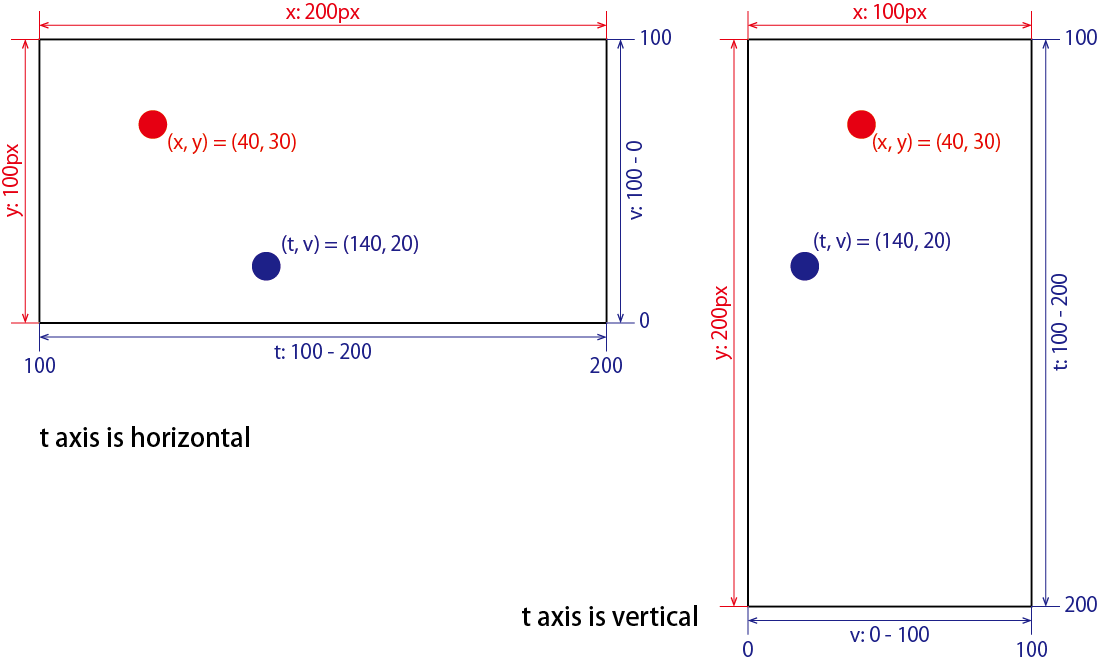 x: 200px
100
y: 100px
(x, y) = (40, 30)
v: 100 - 0
(t, v) = (140, 20)
0
t: 100 - 200
100
200
t axis is horizontal
x: 100px
100
(x, y) = (40, 30)
(t, v) = (140, 20)
y: 200px
t: 100 - 200
200
v: 0 - 100
0
100
t axis is vertical